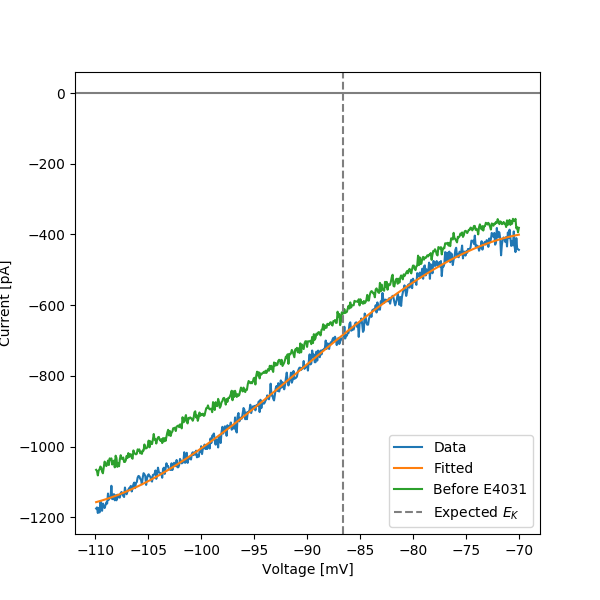 0
−200
−400
−600
−800
−1000
−1200
Current [pA]
Data
Fitted
Before E4031
Expected $E_K$
−110 −105 −100 −95 −90 −85 −80 −75 −70
Voltage [mV]